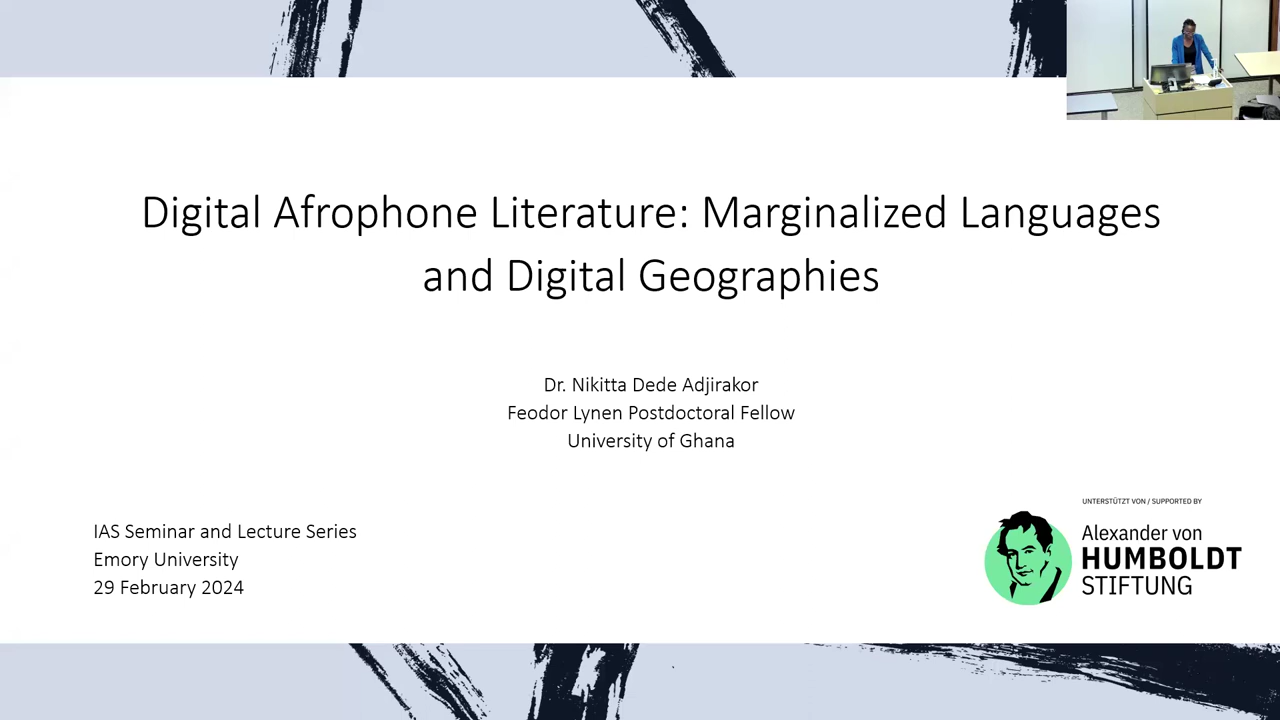 Digital Afrophone Literature: Marginalized Languages
and Digital Geographies
Dr. Nikitta Dede Adjirakor
Feodor Lynen Postdoctoral Fellow
University of Ghana
IAS Seminar and Lecture Series
Emory University
29 February 2024
UNTERSTÜTZT VON / SUPPORTED BY
Alexander von
HUMBOLDT
STIFTUNG